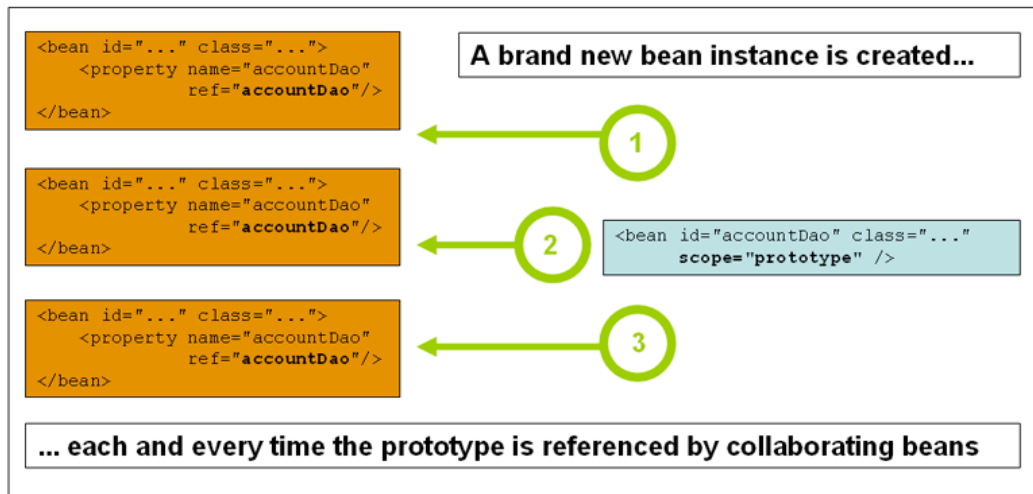 <bean id="..." class="...">
<property name="accountDao"
ref="accountDao"/>
</bean>
A brand new bean instance is created...
1
<bean id="..." class="...">
<property name="accountDao"
ref="accountDao"/>
</bean>
2
<bean id="accountDao" class="..."
scope="prototype" />
<bean id="..." class="...">
<property name="accountDao"
ref="accountDao"/>
</bean>
3
... each and every time the prototype is referenced by collaborating beans